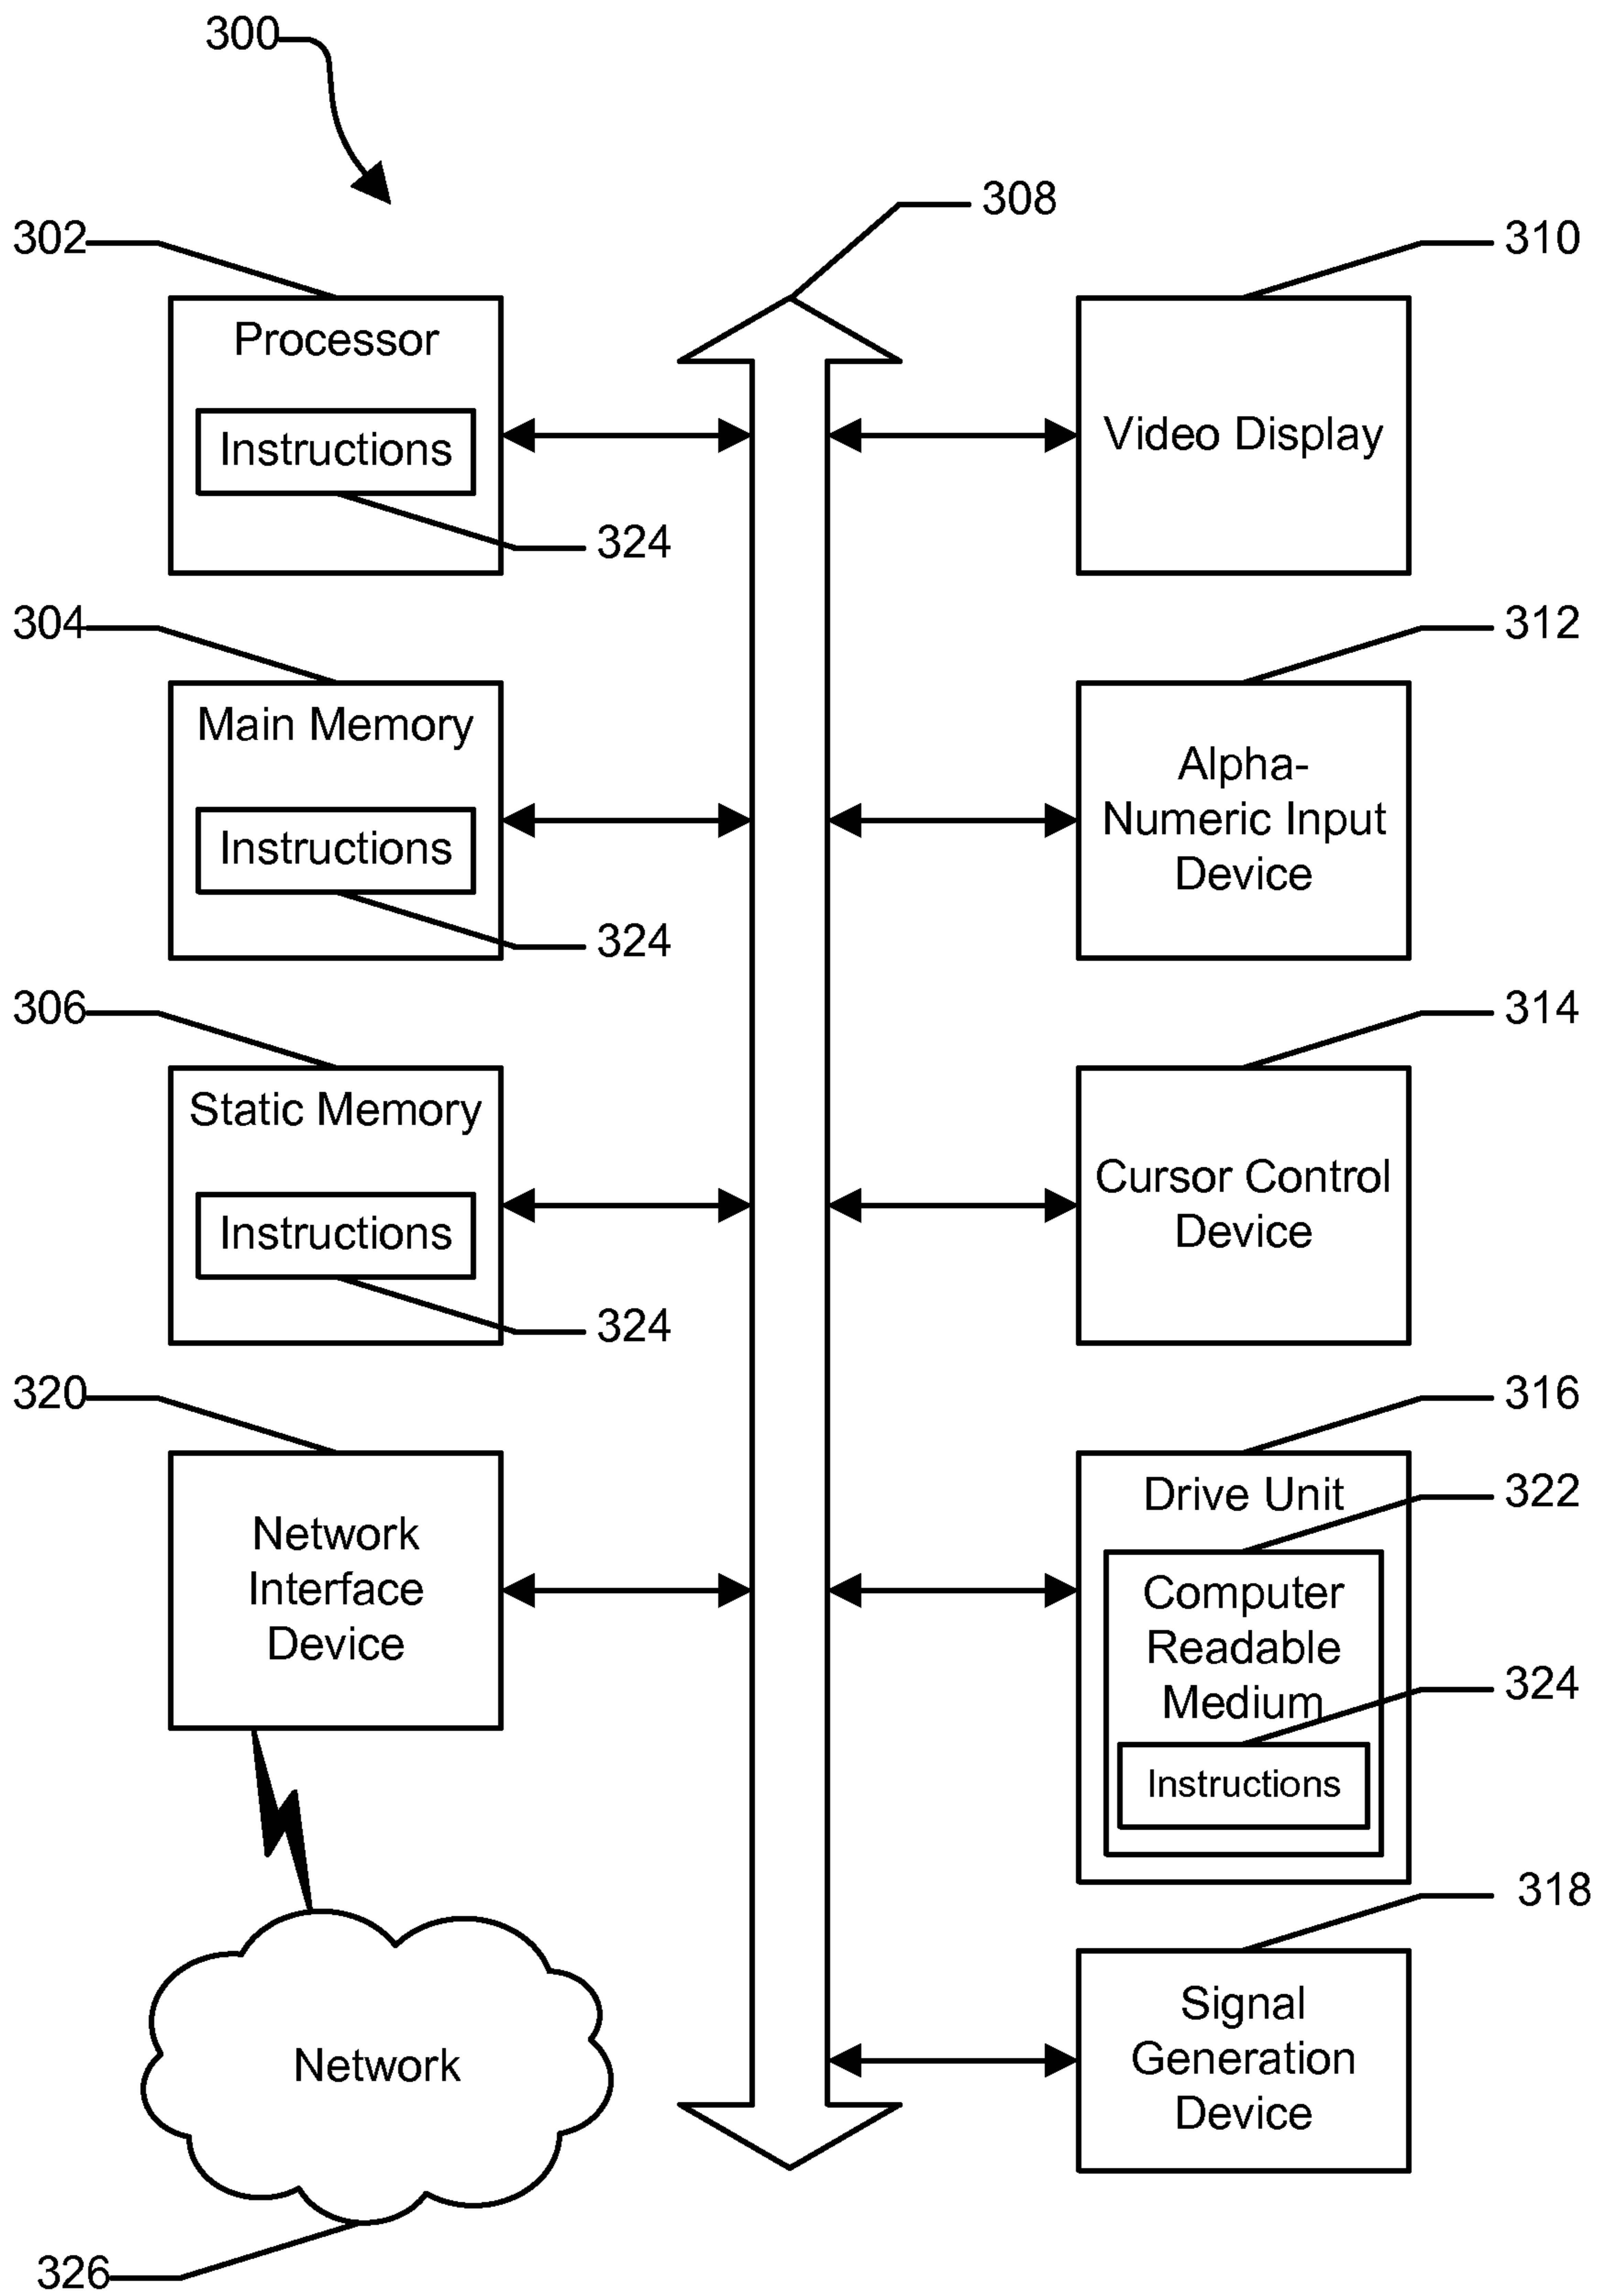 300
308
302
310
Processor
Instructions
324
Video Display
304
312
Main Memory
Instructions
324
Alpha-
Numeric Input
Device
306
314
Static Memory
Instructions
324
Cursor Control
Device
320
316
Network
Interface
Device
Drive Unit
322
Computer
Readable
Medium
324
Instructions
318
Signal
Generation
Device
Network
326